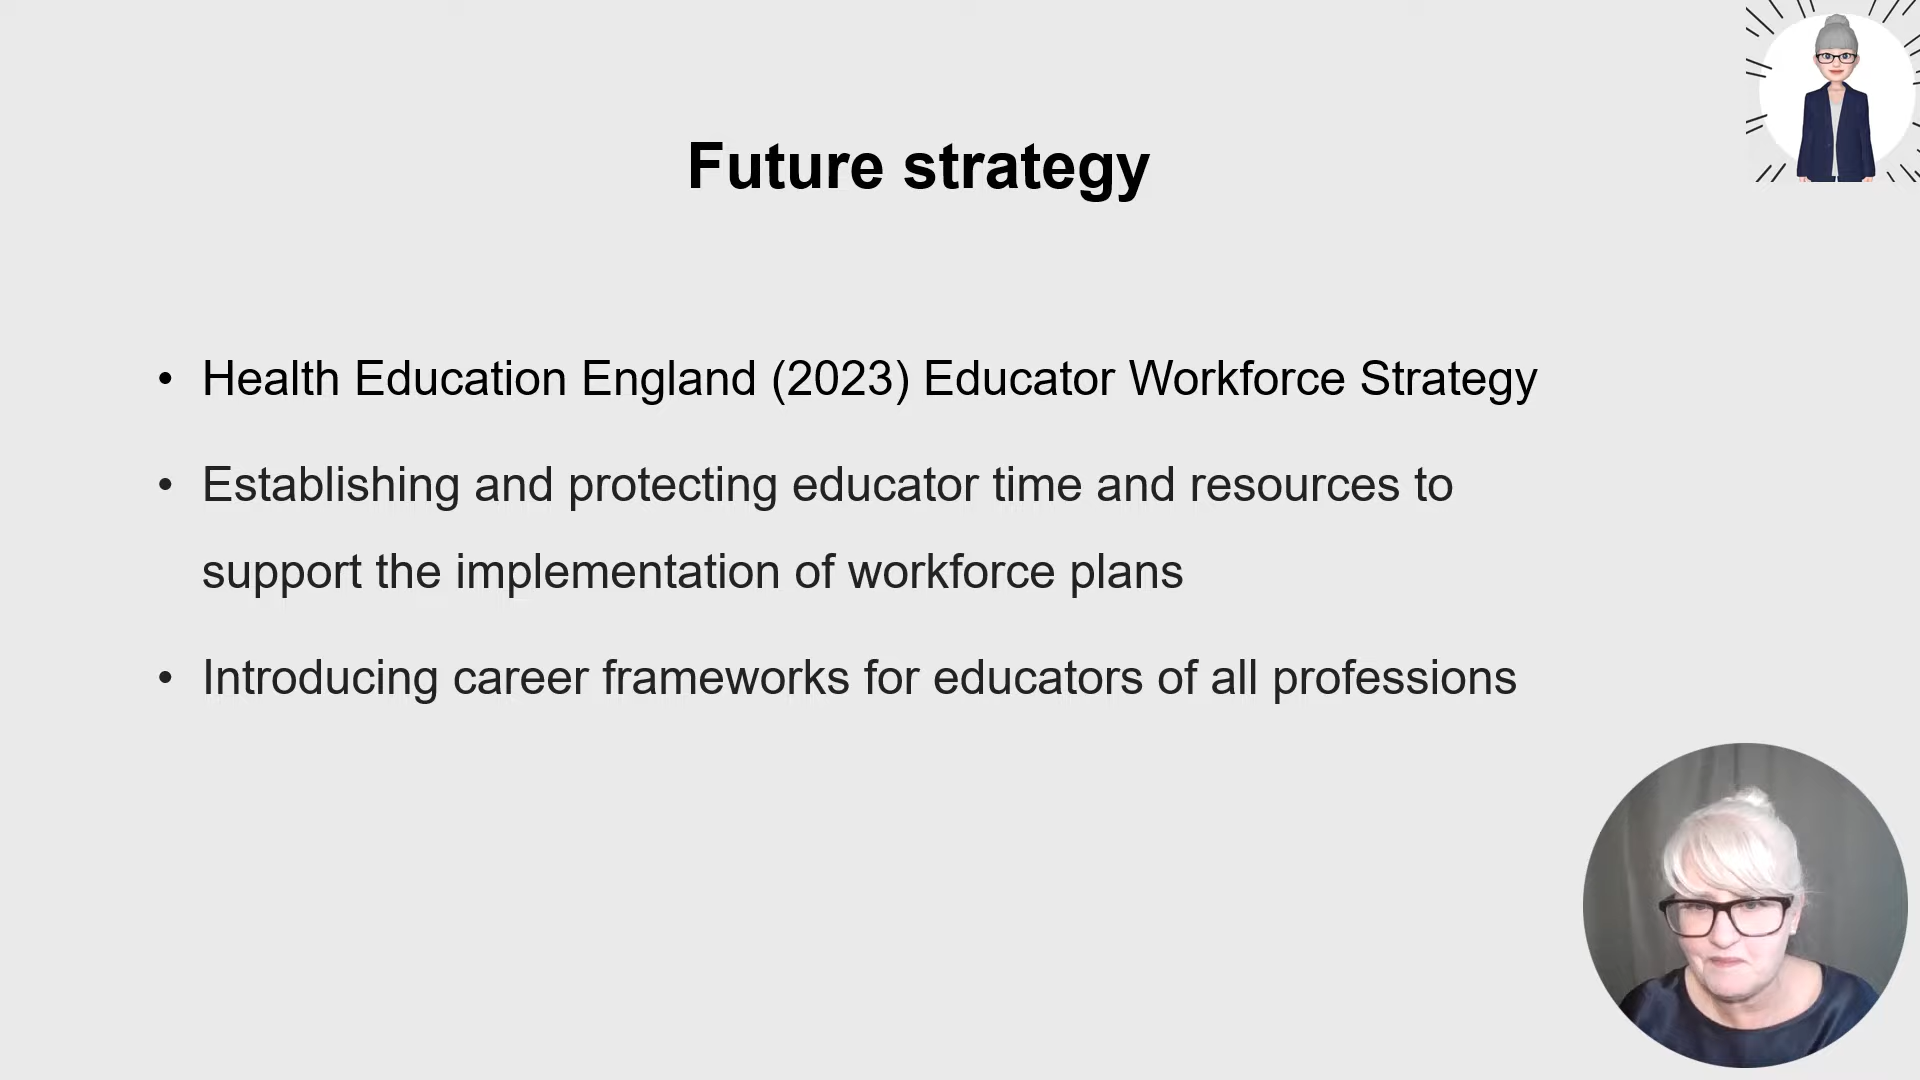 Future strategy
• Health Education England (2023) Educator Workforce Strategy
• Establishing and protecting educator time and resources to
support the implementation of workforce plans
• Introducing career frameworks for educators of all professions